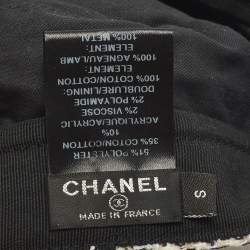 51% POLYESTER
35% COTON/COTTON
10%
ACRYLIQUE/ACRYLIC
2% VISCOSE
2% POLYAMIDE
DOUBLURE/LINING:
100% COTON/COTTON
ELEMENT:
100% AGNEAU/LAMB
ELEMENT:
100% METAL
CHANEL
MADE IN FRANCE
S